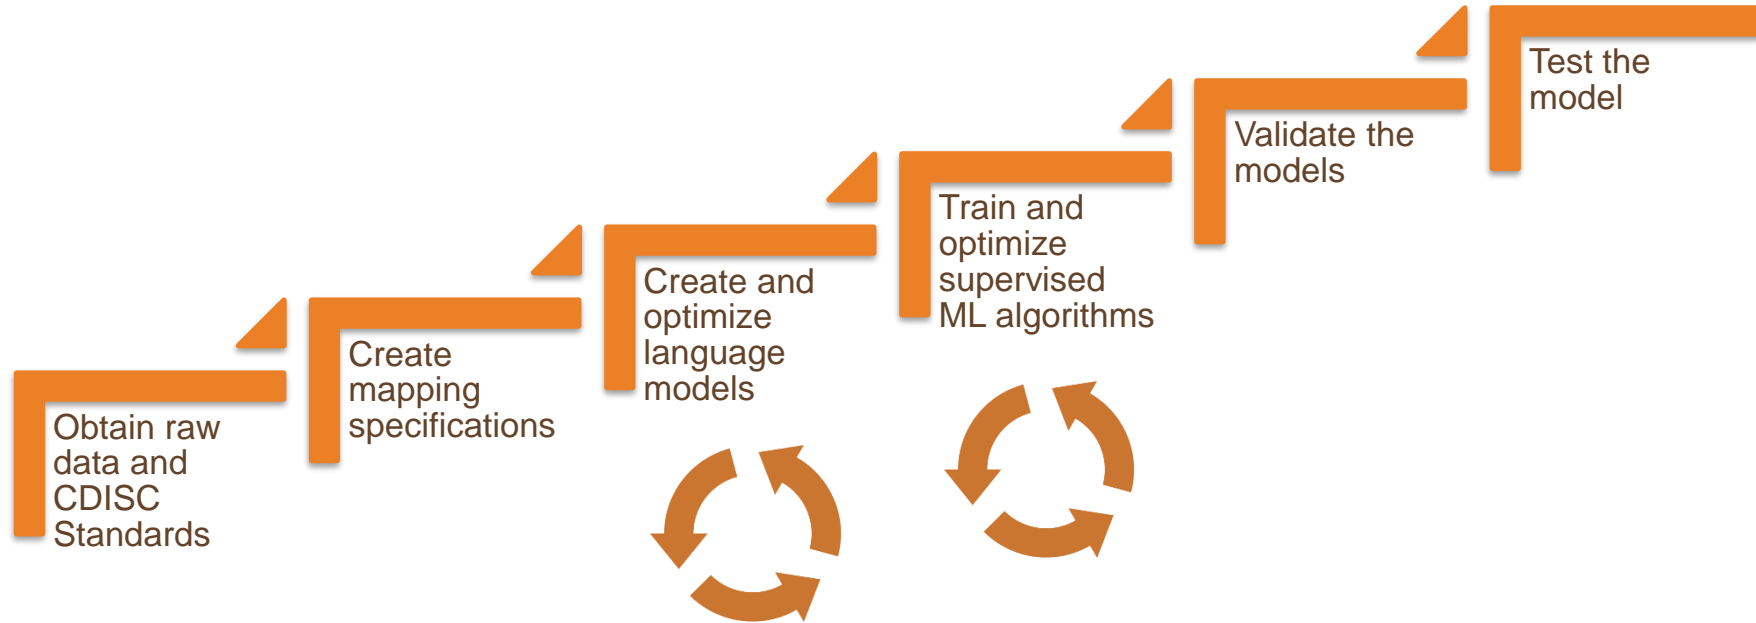 Obtain raw
data and
CDISC
Standards
Create
mapping
specifications
Create and
optimize
language
models
Train and
optimize
supervised
ML algorithms
Validate the
models
Test the
model